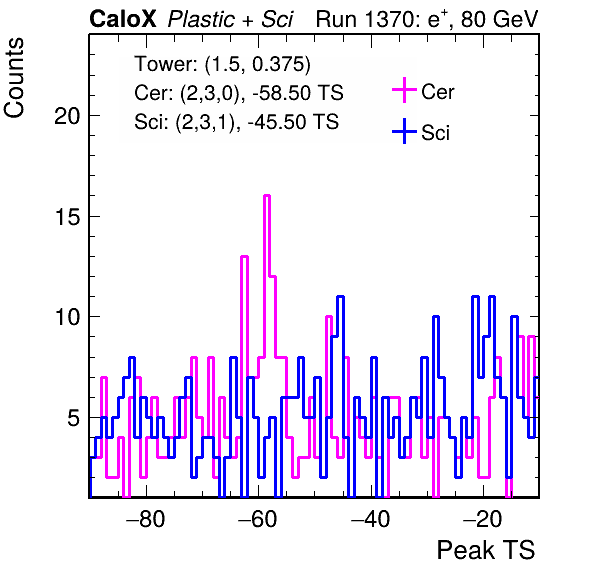 CaloX Plastic + Sci Run 1370: e+, 80 GeV
Counts
Tower: (1.5, 0.375)
Cer: (2,3,0), -58.50 TS
Sci: (2,3,1), -45.50 TS
Cer
Sci
20
15
10
5
−80 −60 −40 −20
Peak TS